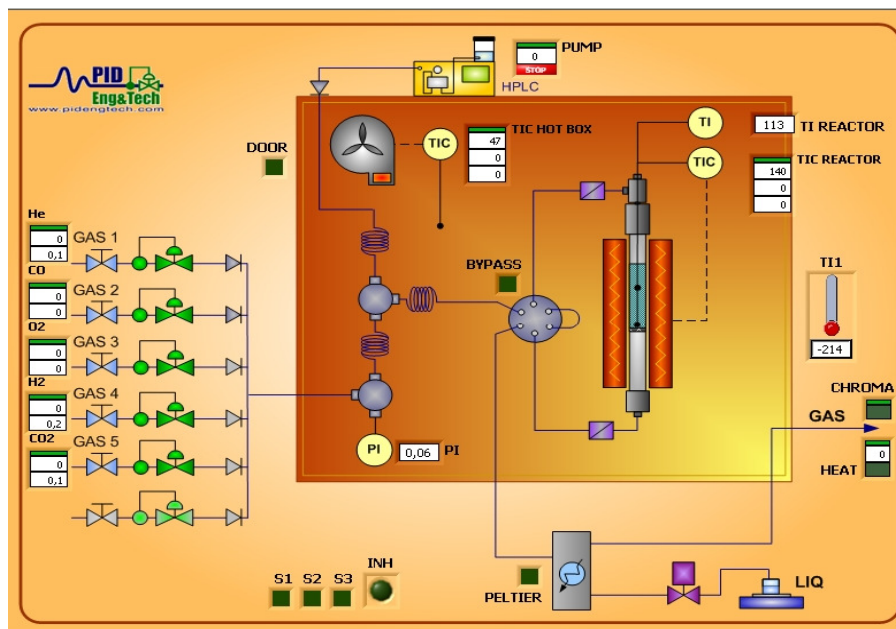 PID
Eng&Tech
www.pidengtech.com
HPLC
0
STOP
PUMP
DOOR
TIC
TIC HOT BOX
47
0
0
TI
113
TI REACTOR
TIC
TIC REACTOR
140
0
0
He
0
0,1
GAS 1
CO
0
0
GAS 2
O2
0
0
GAS 3
H2
0
0,2
GAS 4
CO2
0
0,1
GAS 5
BYPASS
TI1
-214
PI
0,06
PI
CHROMA
GAS
0
HEAT
S1
S2
S3
INH
PELTIER
LIQ